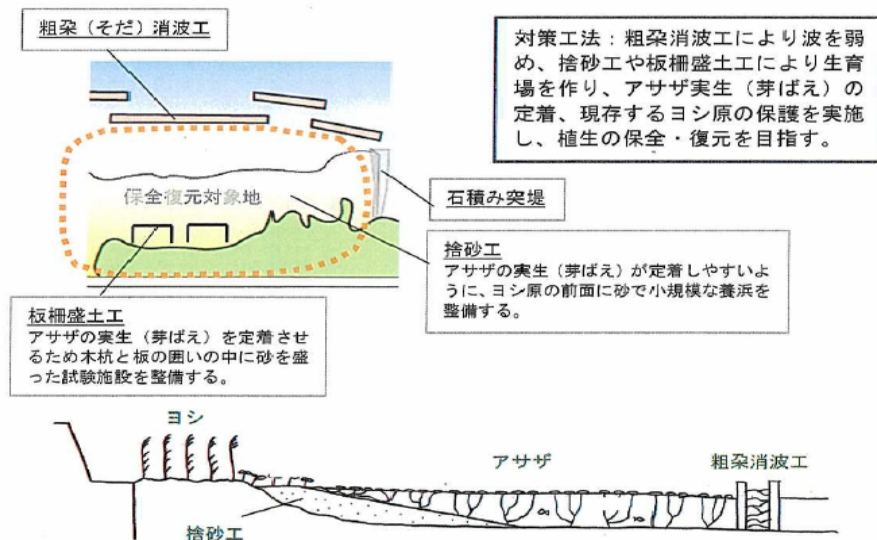 粗朶（そだ）消波工
対策工法：粗朶消波工により波を弱
め、捨砂工や板柵盛土工により生育
場を作り、アサザ実生（芽ばえ）の
定着、現存するヨシ原の保護を実施
し、植生の保全・復元を目指す。
保全復元対象地
石積み突堤
捨砂工
アサザの実生（芽ばえ）が定着しやすいよ
うに、ヨシ原の前面に砂で小規模な養浜を
整備する。
板柵盛土工
アサザの実生（芽ばえ）を定着させ
るため木杭と板の囲いの中に砂を盛
った試験施設を整備する。
ヨシ
アサザ
粗朶消波工
捨砂工